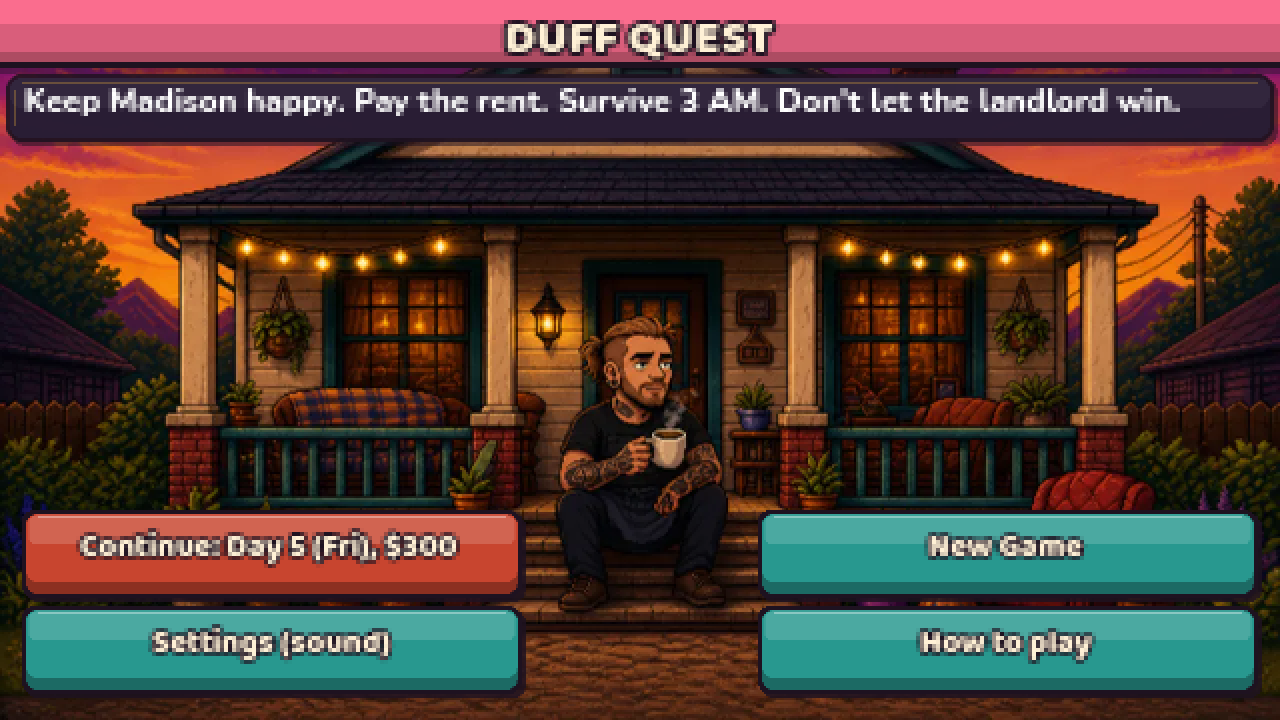 DUFF QUEST
Keep Madison happy. Pay the rent. Survive 3 AM. Don't let the landlord win.
Continue: Day 5 (Fri), $300
New Game
Settings (sound)
How to play